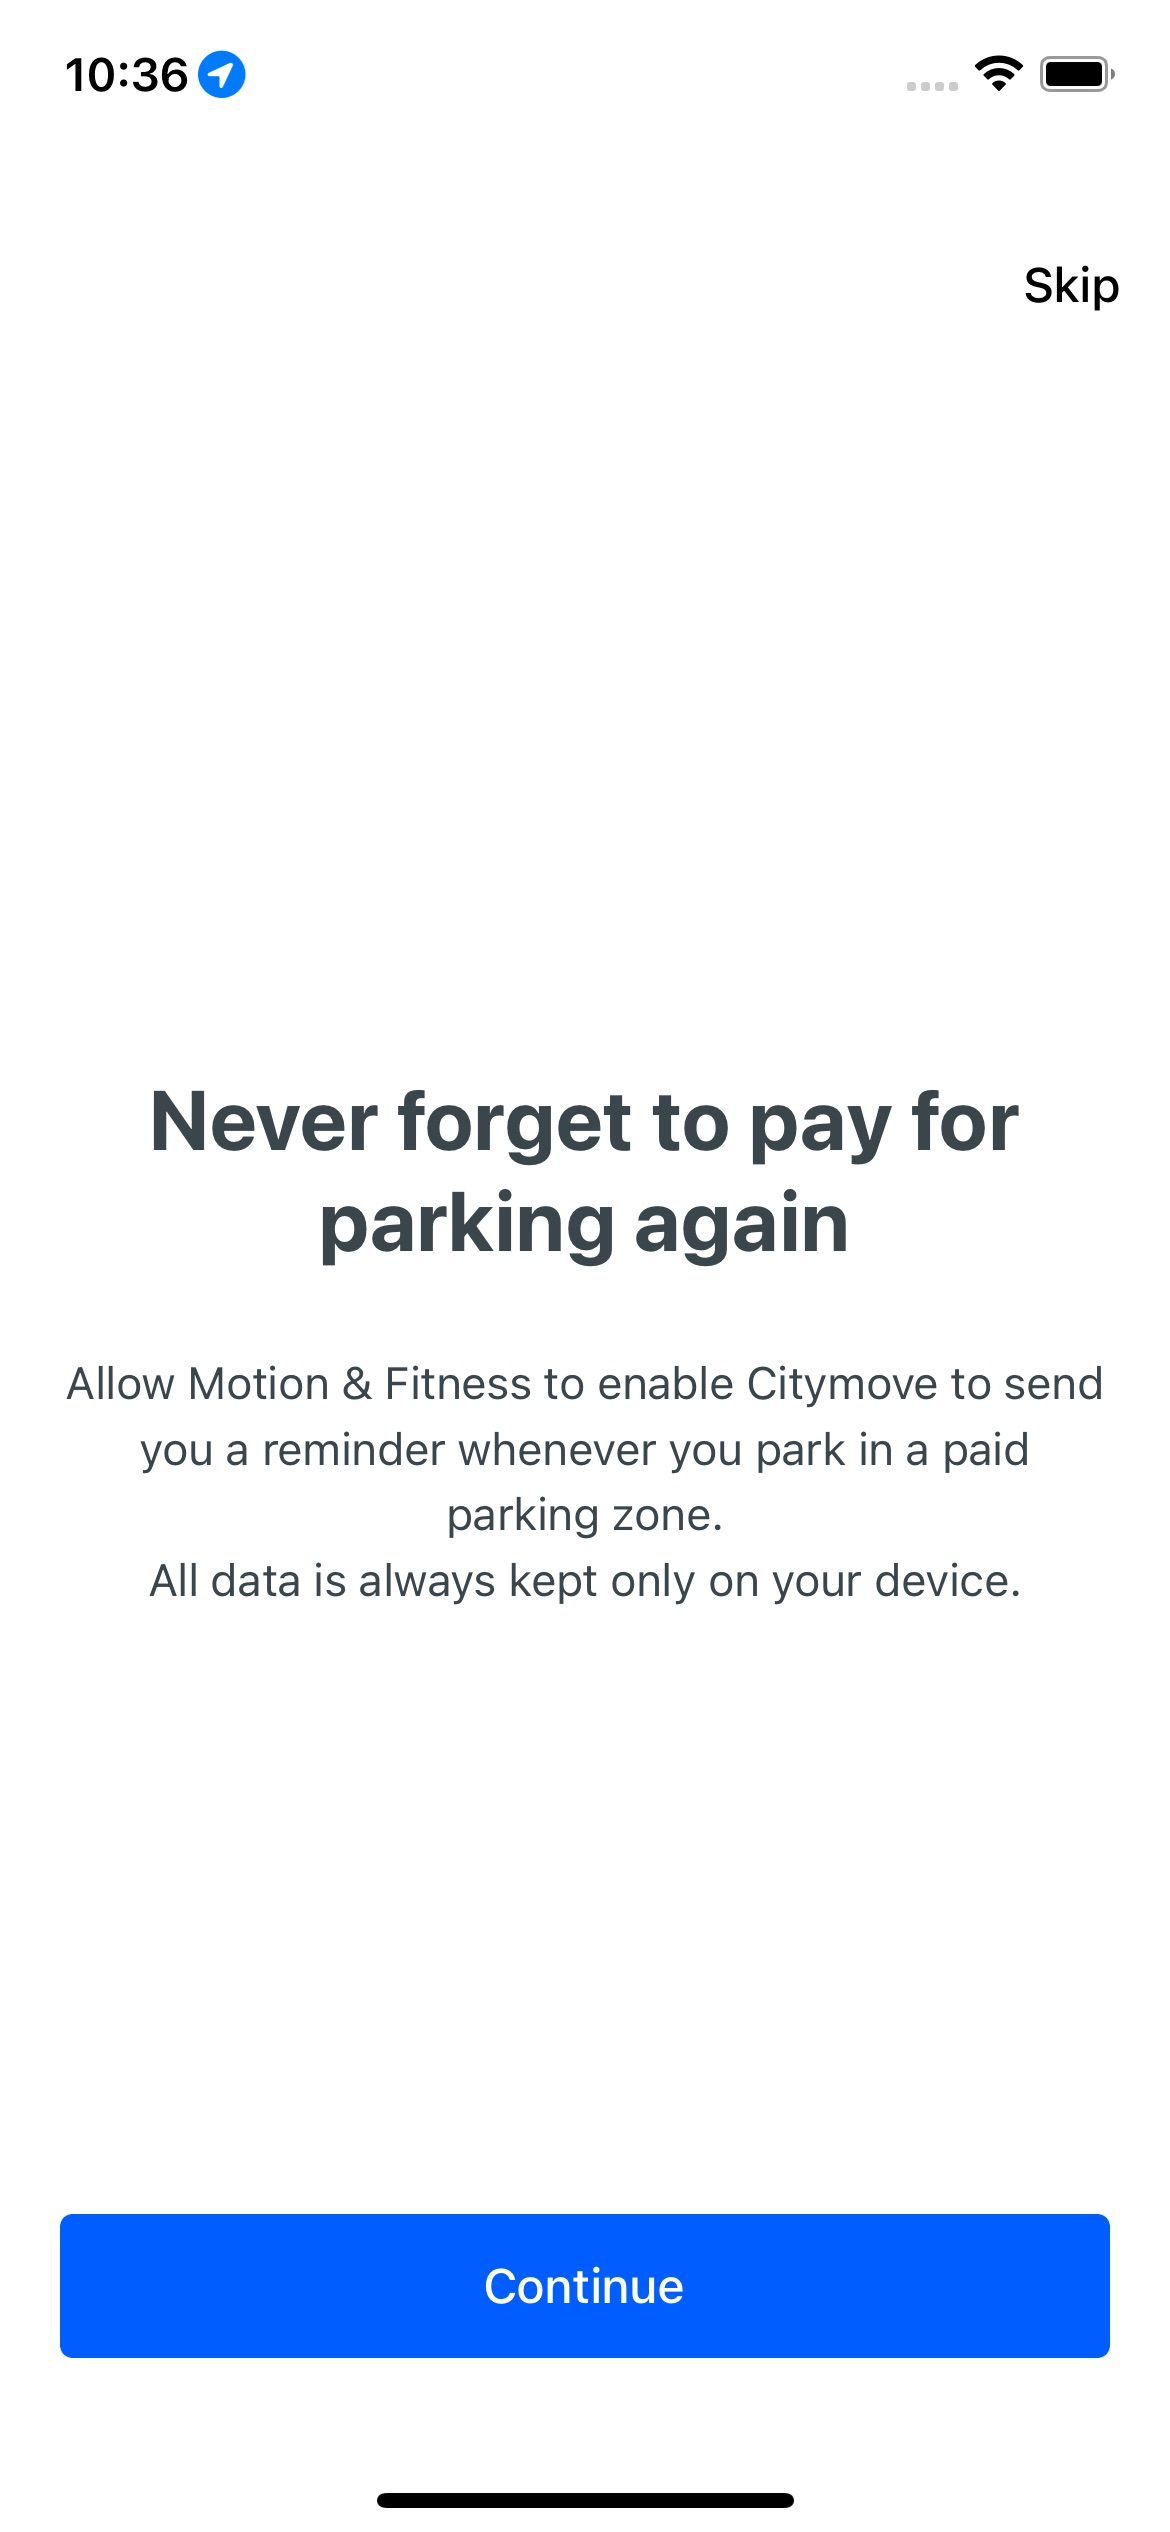 10:36
Skip
Never forget to pay for
parking again
Allow Motion & Fitness to enable Citymove to send
you a reminder whenever you park in a paid
parking zone.
All data is always kept only on your device.
Continue